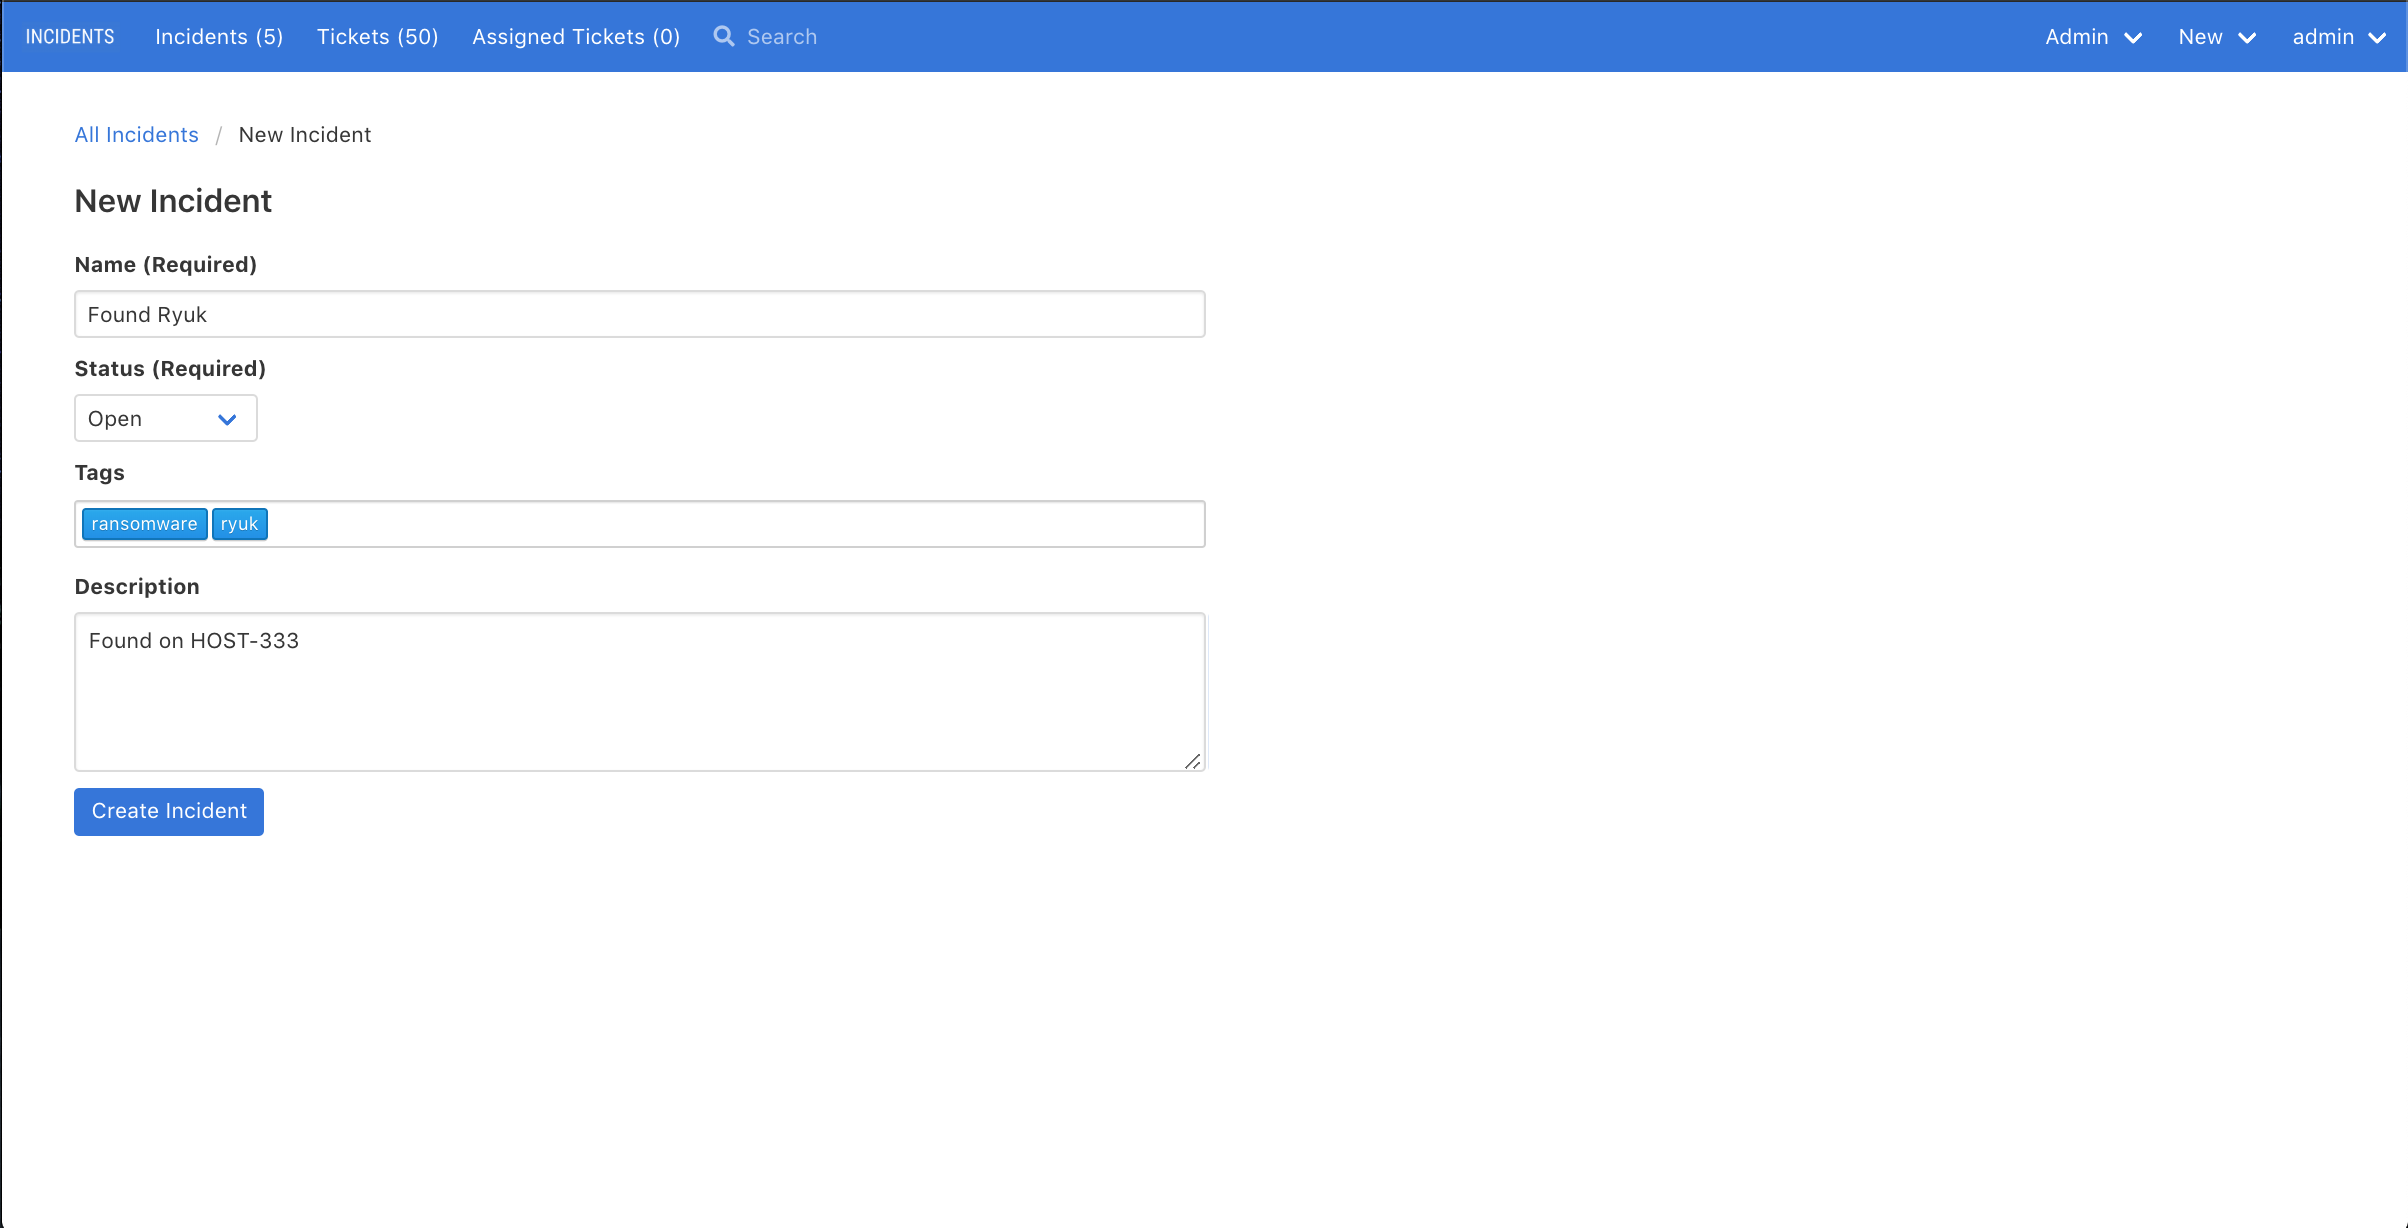 INCIDENTS Incidents (5) Tickets (50) Assigned Tickets (0) Search Admin New admin
All Incidents / New Incident
New Incident
Name (Required)
Found Ryuk
Status (Required)
Open
Tags
ransomware ryuk
Description
Found on HOST-333
Create Incident